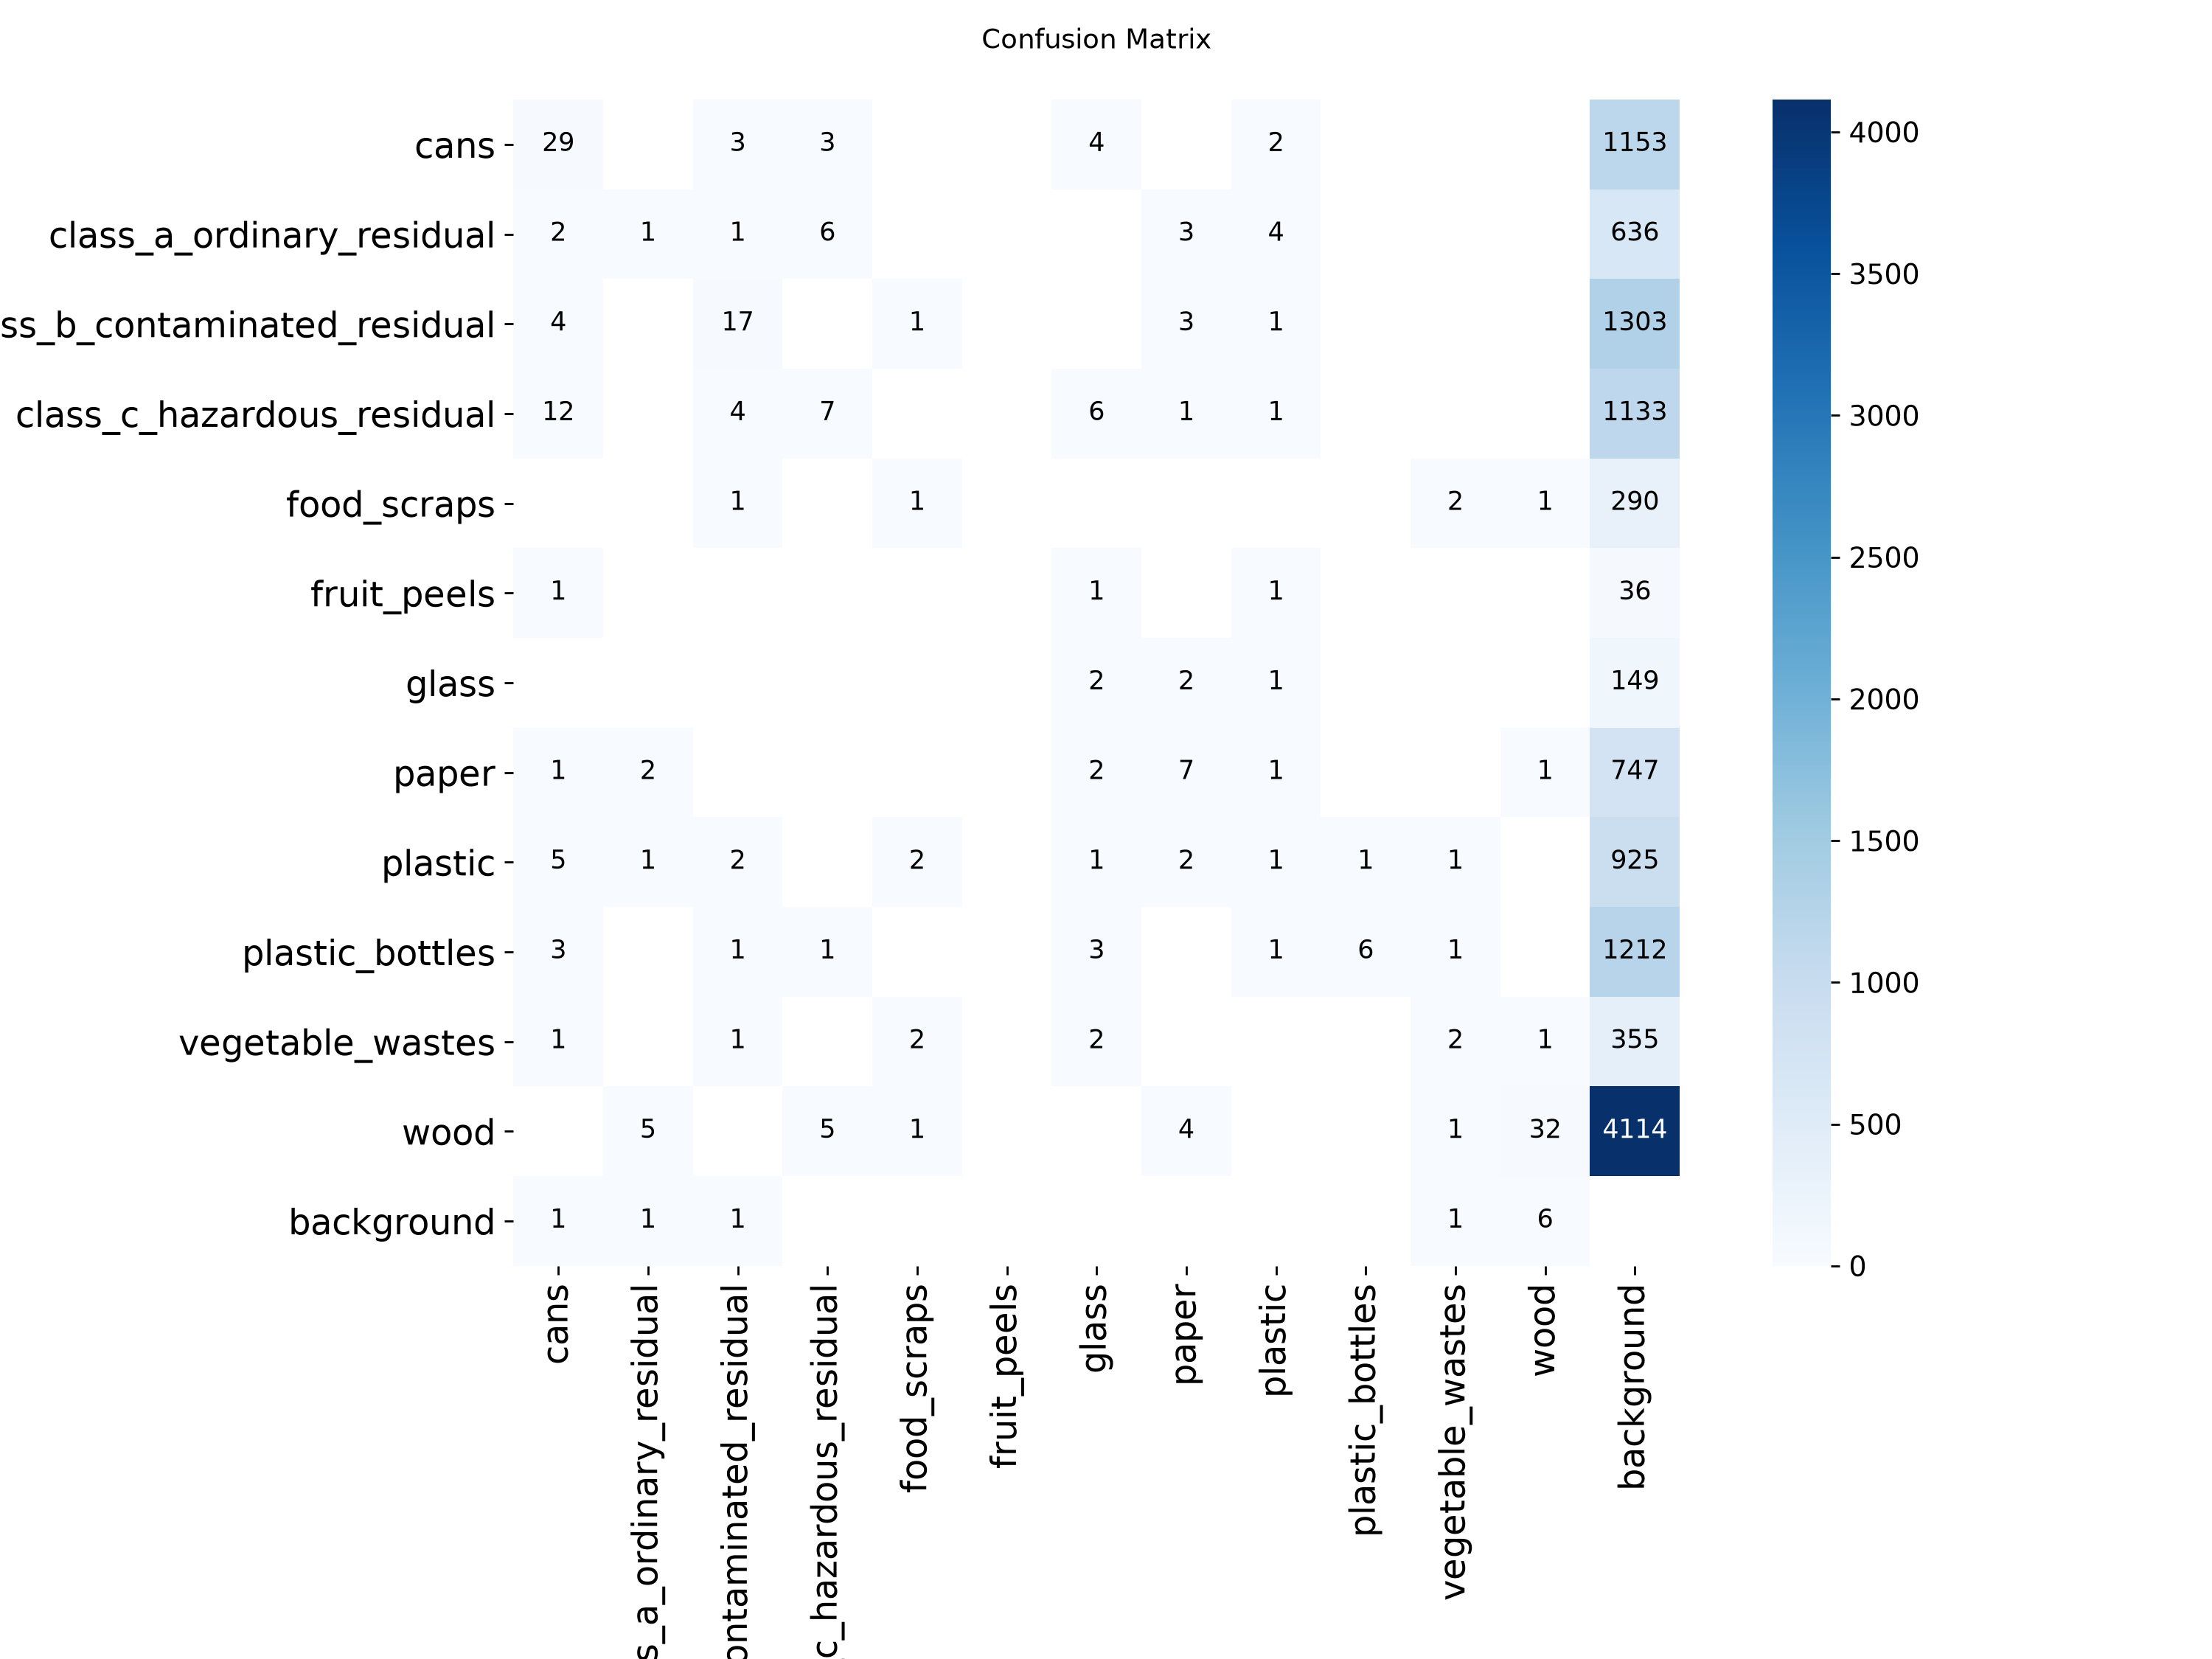 Confusion Matrix
cans 29 3 3 4 2 1153
class_a_ordinary_residual 2 1 1 6 3 4 636
ss_b_contaminated_residual 4 17 1 3 1 1303
class_c_hazardous_residual 12 4 7 6 1 1 1133
food_scraps 1 1 2 1 290
fruit_peels 1 1 1 36
glass 2 2 1 149
paper 1 2 2 7 1 1 747
plastic 5 1 2 2 1 2 1 1 1 925
plastic_bottles 3 1 1 3 1 6 1 1212
vegetable_wastes 1 1 2 2 2 1 355
wood 5 5 1 4 1 32 4114
background 1 1 1 1 6
cans
s_a_ordinary_residual
ontaminated_residual
c_hazardous_residual
food_scraps
fruit_peels
glass
paper
plastic
plastic_bottles
vegetable_wastes
wood
background
4000
3500
3000
2500
2000
1500
1000
500
0